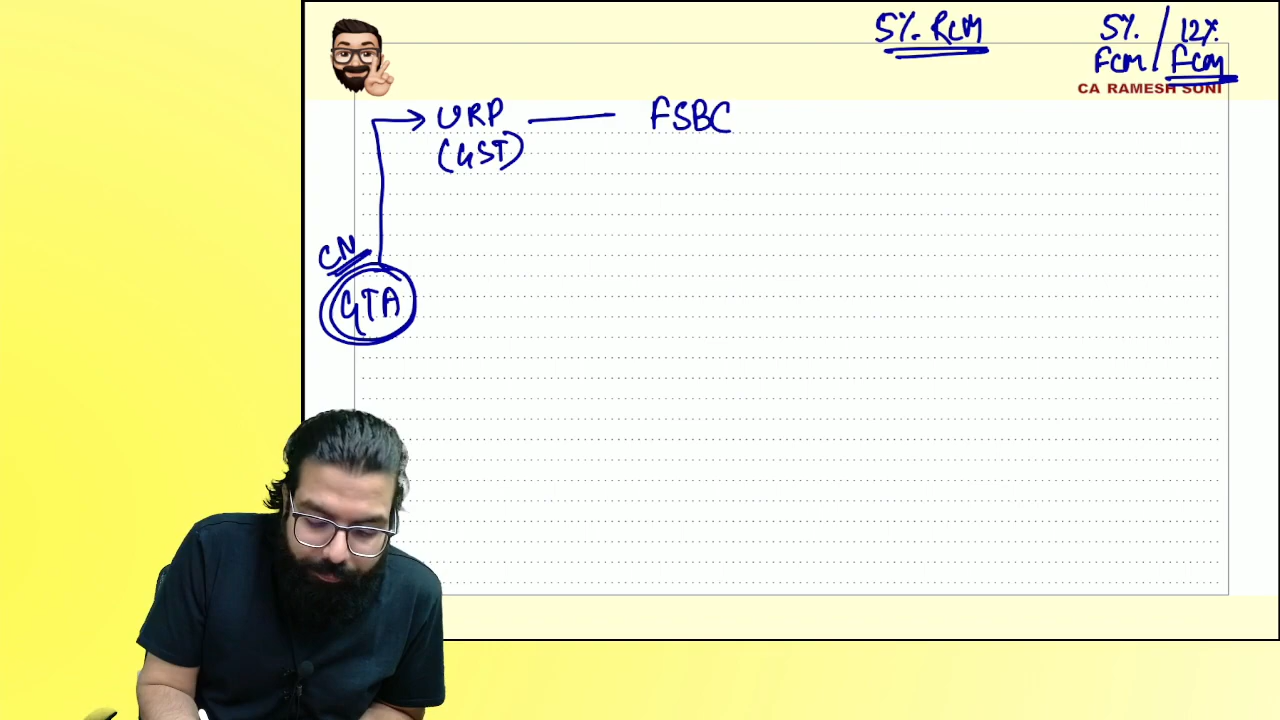 5% RCM
5% / 12%
FCM / FCM
CA RAMESH SONI
URP — FSBC
(GST)
CN
GTA